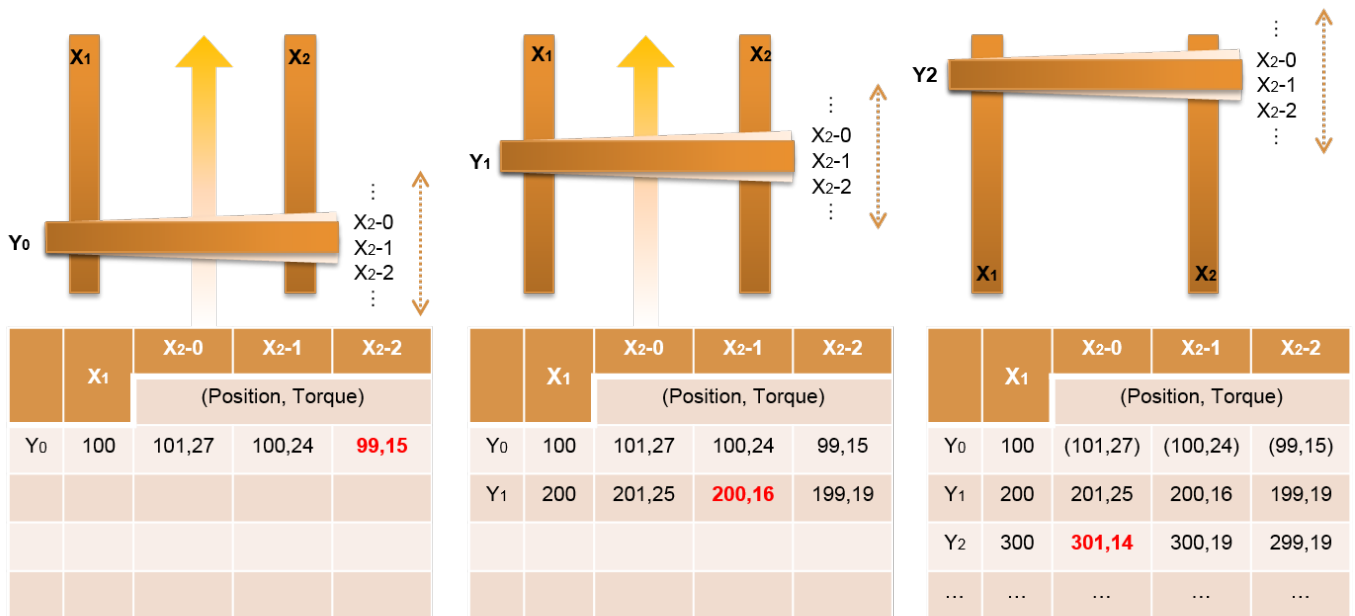 X1
X2
Y0
⋮
X2-0
X2-1
X2-2
⋮
X1 X2-0 X2-1 X2-2
(Position, Torque)
Y0 100 101,27 100,24 99,15
X1
X2
Y1
⋮
X2-0
X2-1
X2-2
⋮
X1 X2-0 X2-1 X2-2
(Position, Torque)
Y0 100 101,27 100,24 99,15
Y1 200 201,25 200,16 199,19
Y2
⋮
X2-0
X2-1
X2-2
⋮
X1
X2
X1 X2-0 X2-1 X2-2
(Position, Torque)
Y0 100 (101,27) (100,24) (99,15)
Y1 200 201,25 200,16 199,19
Y2 300 301,14 300,19 299,19
... ... ... ... ...